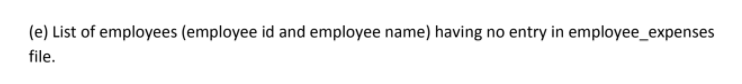 (e) List of employees (employee id and employee name) having no entry in employee_expenses
file.